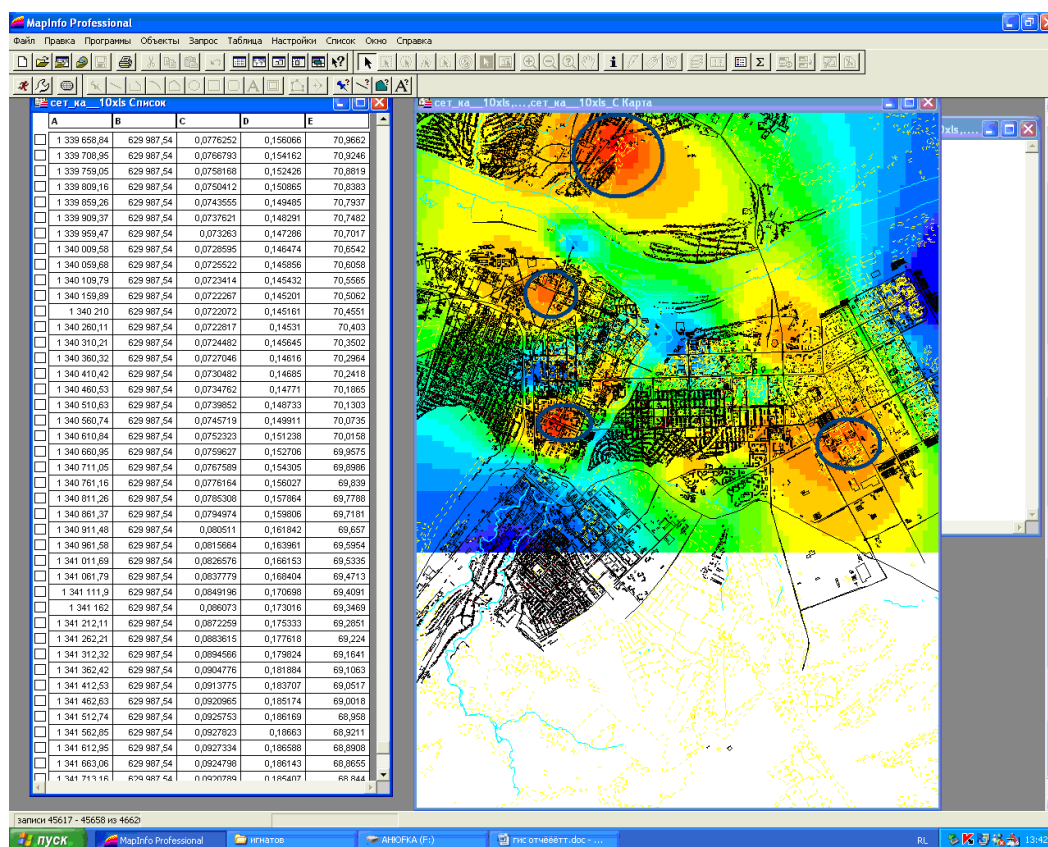 MapInfo Professional
Файл Правка Программы Объекты Запрос Таблица Настройки Список Окно Справка
сет_ка__10xls Список
A B C D E
1 339 658,84 629 987,54 0,0776252 0,156066 70,9662
1 339 708,95 629 987,54 0,0766793 0,154162 70,9246
1 339 759,05 629 987,54 0,0758168 0,152426 70,8819
1 339 809,16 629 987,54 0,0750412 0,150865 70,8383
1 339 859,26 629 987,54 0,0743555 0,149485 70,7937
1 339 909,37 629 987,54 0,0737621 0,148291 70,7482
1 339 959,47 629 987,54 0,073263 0,147286 70,7017
1 340 009,58 629 987,54 0,0728595 0,146474 70,6542
1 340 059,68 629 987,54 0,0725522 0,145856 70,6058
1 340 109,79 629 987,54 0,0723414 0,145432 70,5565
1 340 159,89 629 987,54 0,0722267 0,145201 70,5062
1 340 210 629 987,54 0,0722072 0,145161 70,4551
1 340 260,11 629 987,54 0,0722817 0,14531 70,403
1 340 310,21 629 987,54 0,0724482 0,145645 70,3502
1 340 360,32 629 987,54 0,0727046 0,14616 70,2964
1 340 410,42 629 987,54 0,0730482 0,14685 70,2418
1 340 460,53 629 987,54 0,0734762 0,14771 70,1865
1 340 510,63 629 987,54 0,0739852 0,148733 70,1303
1 340 560,74 629 987,54 0,0745719 0,149911 70,0735
1 340 610,84 629 987,54 0,0752323 0,151238 70,0158
1 340 660,95 629 987,54 0,0759627 0,152706 69,9575
1 340 711,05 629 987,54 0,0767589 0,154305 69,8986
1 340 761,16 629 987,54 0,0776164 0,156027 69,839
1 340 811,26 629 987,54 0,0785308 0,157864 69,7788
1 340 861,37 629 987,54 0,0794974 0,159806 69,7181
1 340 911,48 629 987,54 0,080511 0,161842 69,657
1 340 961,58 629 987,54 0,0815664 0,163961 69,5954
1 341 011,69 629 987,54 0,0826576 0,166153 69,5335
1 341 061,79 629 987,54 0,0837779 0,168404 69,4713
1 341 111,9 629 987,54 0,0849196 0,170698 69,4091
1 341 162 629 987,54 0,086073 0,173016 69,3469
1 341 212,11 629 987,54 0,0872259 0,175333 69,2851
1 341 262,21 629 987,54 0,0883615 0,177618 69,224
1 341 312,32 629 987,54 0,0894566 0,179824 69,1641
1 341 362,42 629 987,54 0,0904776 0,181884 69,1063
1 341 412,53 629 987,54 0,0913775 0,183707 69,0517
1 341 462,63 629 987,54 0,0920965 0,185174 69,0018
1 341 512,74 629 987,54 0,0925753 0,186169 68,958
1 341 562,85 629 987,54 0,0927823 0,18663 68,9211
1 341 612,95 629 987,54 0,0927334 0,186588 68,8908
1 341 663,06 629 987,54 0,0924798 0,186143 68,8655
1 341 713,16 629 987,54 0,0920789 0,185407 68,844
сет_ка__10xls,...,сет_ка__10xls_C Карта
0xls,....
записи 45617 - 45658 из 4662
пуск MapInfo Professional игнатов АНЮFKA (F:) гис отчёёётт.doc - ... RL 13:42